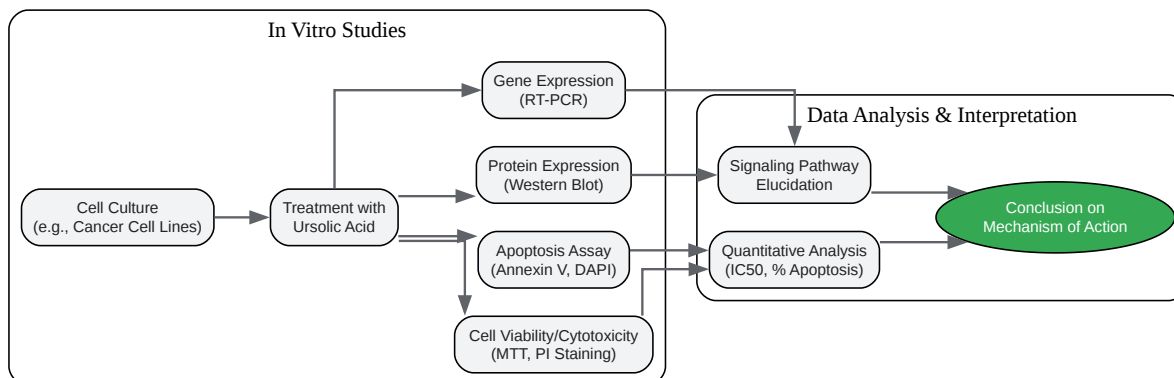 In Vitro Studies
Gene Expression
(RT-PCR)
Data Analysis & Interpretation
Protein Expression
(Western Blot)
Signaling Pathway
Elucidation
Cell Culture
(e.g., Cancer Cell Lines)
Treatment with
Ursolic Acid
Conclusion on
Mechanism of Action
Apoptosis Assay
(Annexin V, DAPI)
Quantitative Analysis
(IC50, % Apoptosis)
Cell Viability/Cytotoxicity
(MTT, PI Staining)